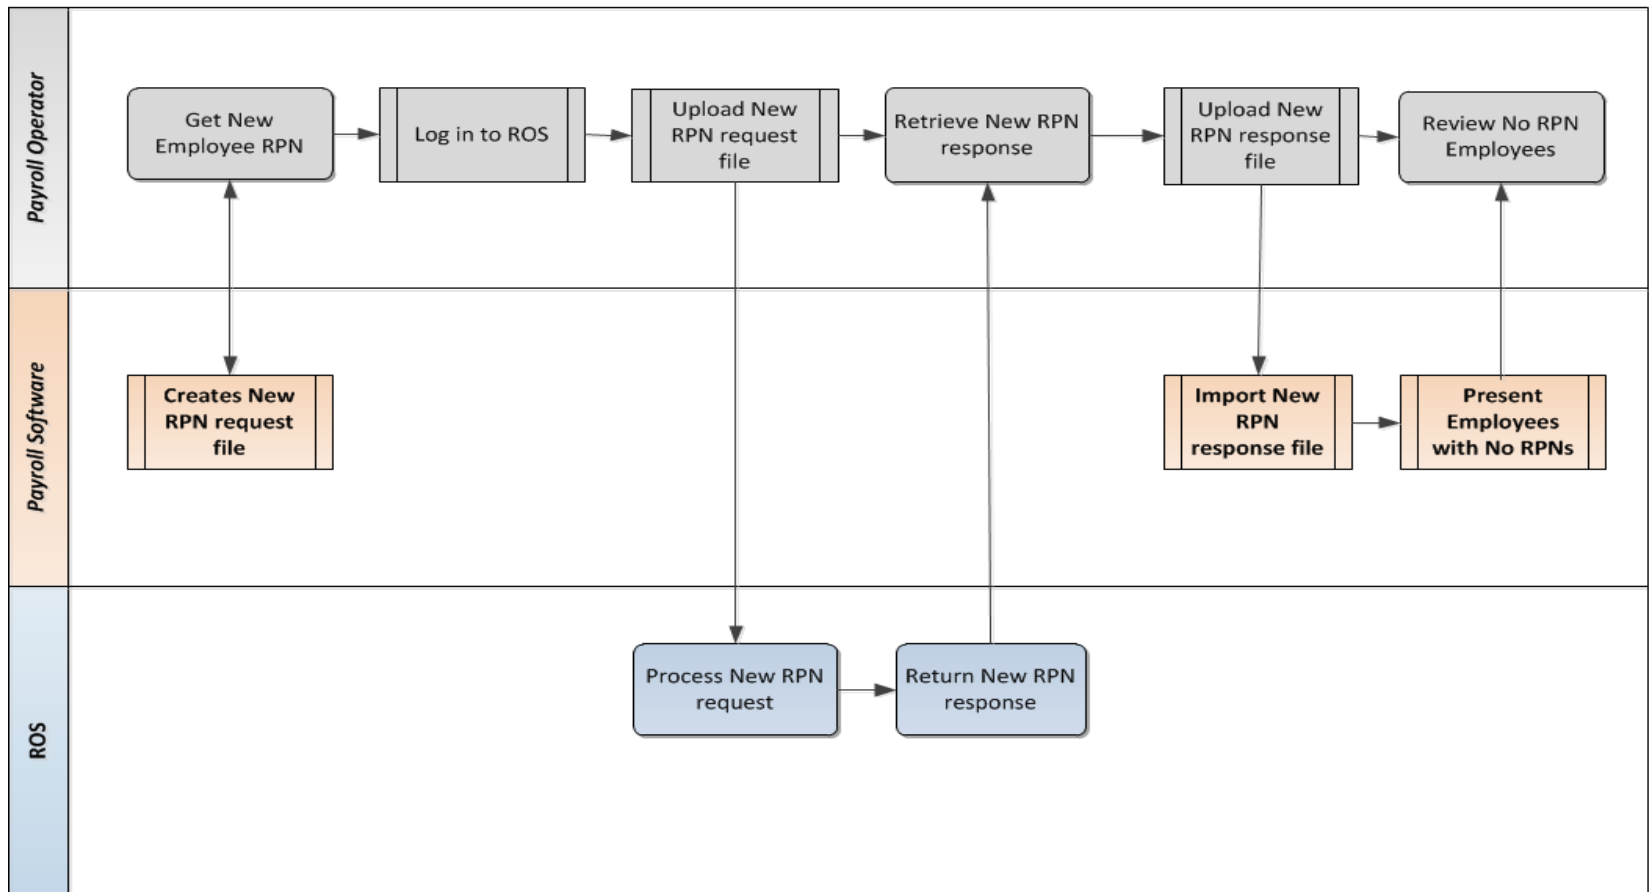 Payroll Operator
Get New
Employee RPN
Log in to ROS
Upload New
RPN request
file
Retrieve New RPN
response
Upload New
RPN response
file
Review No RPN
Employees
Payroll Software
Creates New
RPN request
file
Import New
RPN
response file
Present
Employees
with No RPNs
ROS
Process New RPN
request
Return New RPN
response